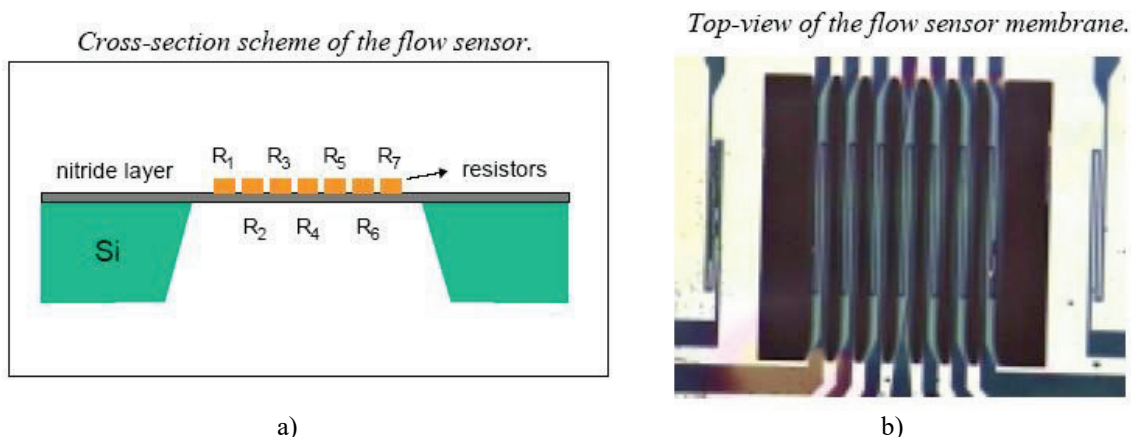 Cross-section scheme of the flow sensor.
Top-view of the flow sensor membrane.
nitride layer
R₁ R₃ R₅ R₇
resistors
R₂ R₄ R₆
Si
a)
b)